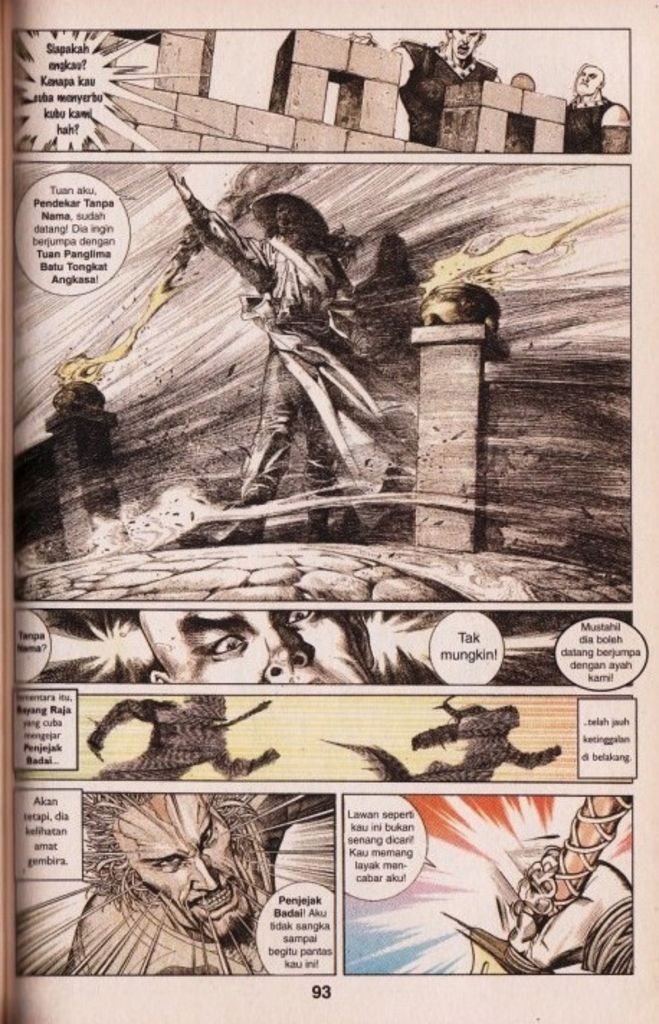 Siapakah
engkau?
Kenapa kau
cuba menyerbu
kubu kami
hah?
Tuan aku,
Pendekar Tanpa
Nama, sudah
datang! Dia ingin
berjumpa dengan
Tuan Panglima
Batu Tongkat
Angkasa!
Tanpa
Nama?
Tak
mungkin!
Mustahil
dia boleh
datang berjumpa
dengan ayah
kami!
Sementara itu,
Bayang Raja
yang cuba
mengejar
Penjejak
Badai...
..telah jauh
ketinggalan
di belakang.
Akan
tetapi, dia
kelihatan
amat
gembira.
Penjejak
Badai! Aku
tidak sangka
sampai
begitu pantas
kau ini!
Lawan seperti
kau ini bukan
senang dicari!
Kau memang
layak men-
cabar aku!
93